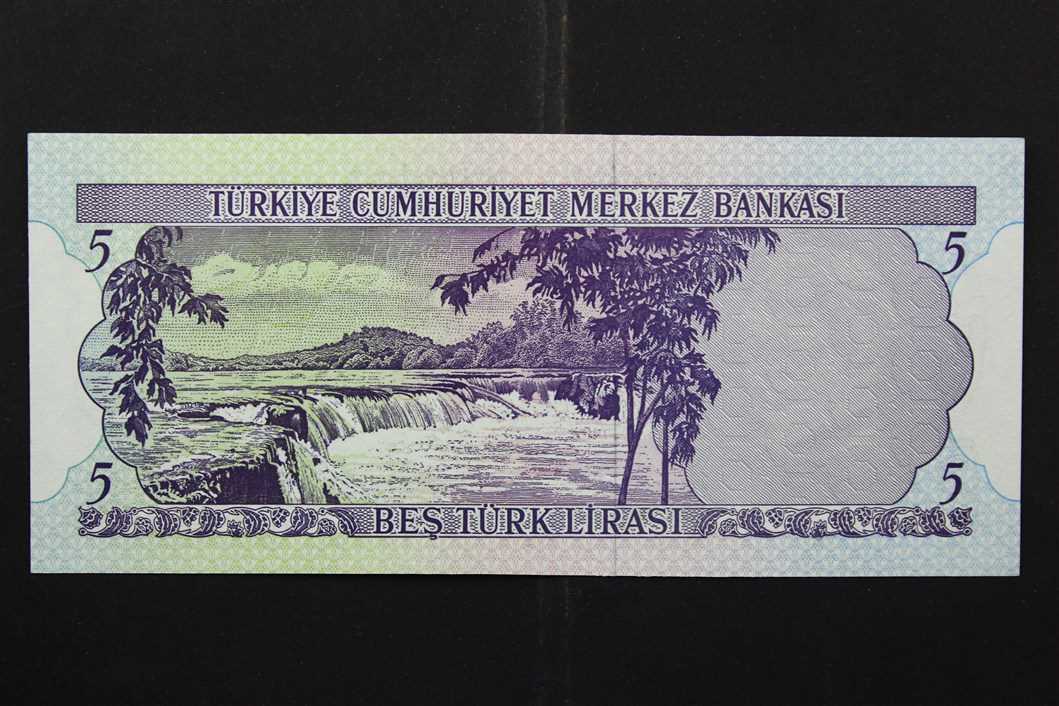 TÜRKİYE CUMHURİYET MERKEZ BANKASI
5 5
5 5
BEŞ TÜRK LİRASI